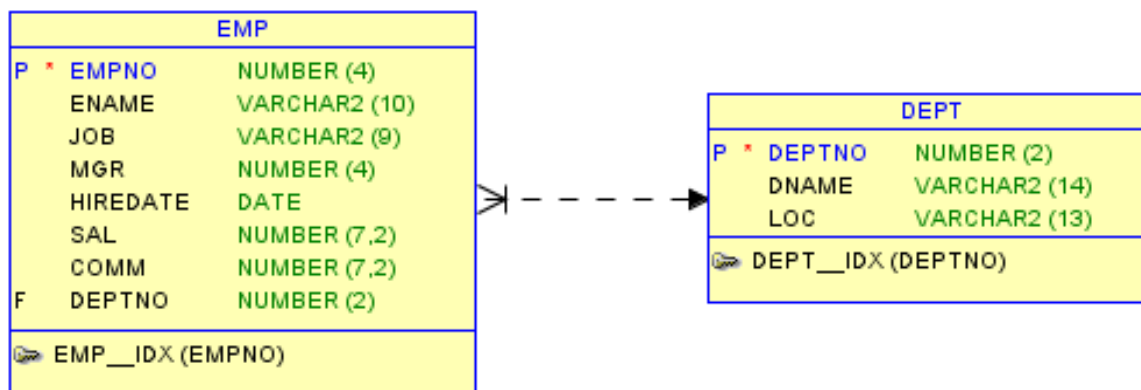 EMP
P * EMPNO NUMBER (4)
ENAME VARCHAR2 (10)
JOB VARCHAR2 (9)
MGR NUMBER (4)
HIREDATE DATE
SAL NUMBER (7,2)
COMM NUMBER (7,2)
F DEPTNO NUMBER (2)
EMP__IDX (EMPNO)
DEPT
P * DEPTNO NUMBER (2)
DNAME VARCHAR2 (14)
LOC VARCHAR2 (13)
DEPT__IDX (DEPTNO)